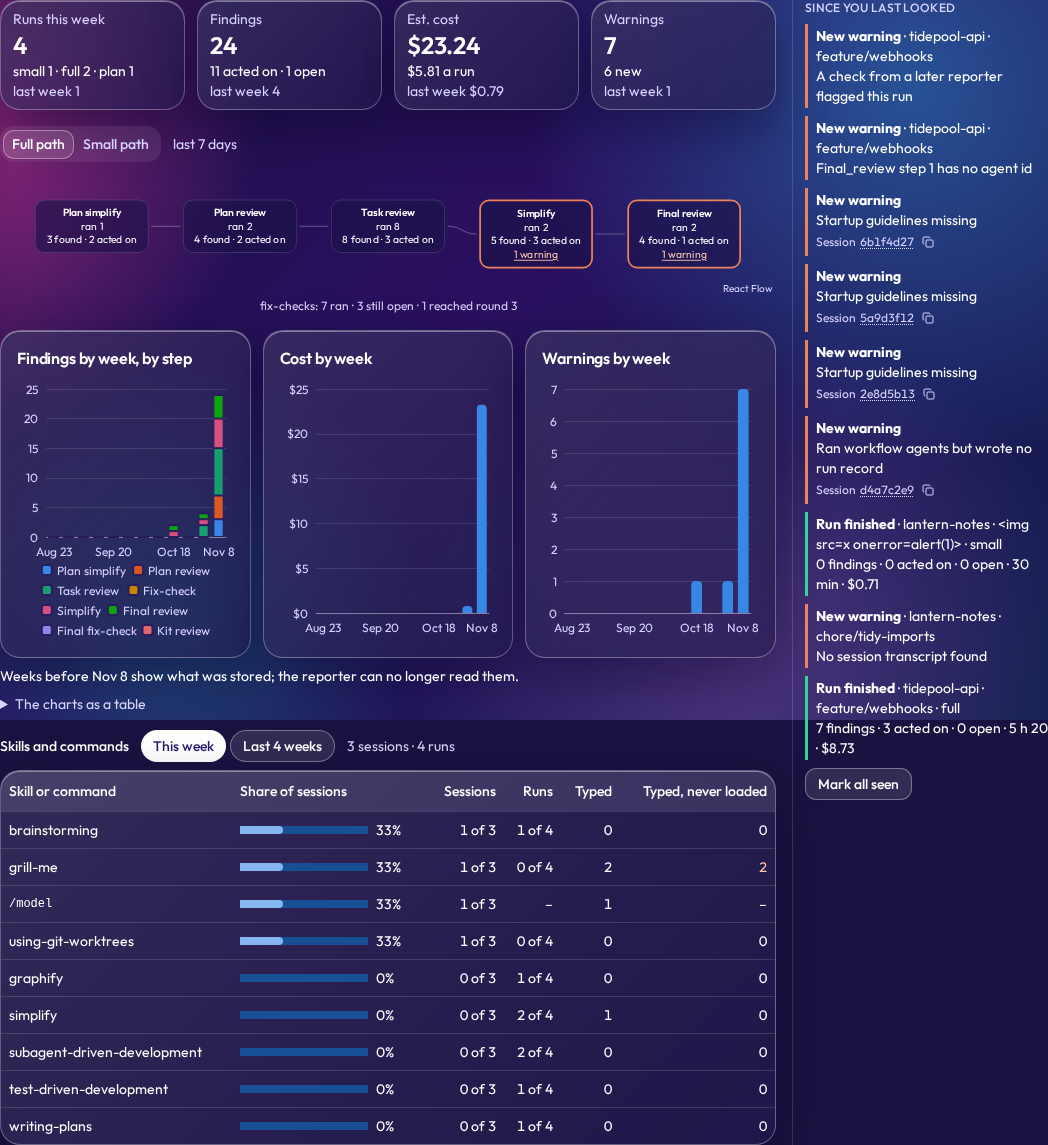 Runs this week
4
small 1 · full 2 · plan 1
last week 1
Findings
24
11 acted on · 1 open
last week 4
Est. cost
$23.24
$5.81 a run
last week $0.79
Warnings
7
6 new
last week 1
Full path
Small path
last 7 days
Plan simplify
ran 1
3 found · 2 acted on
Plan review
ran 2
4 found · 2 acted on
Task review
ran 8
8 found · 3 acted on
Simplify
ran 2
5 found · 3 acted on
1 warning
Final review
ran 2
4 found · 1 acted on
1 warning
React Flow
fix-checks: 7 ran · 3 still open · 1 reached round 3
Findings by week, by step
25
20
15
10
5
0
Aug 23 Sep 20 Oct 18 Nov 8
Plan simplify Plan review
Task review Fix-check
Simplify Final review
Final fix-check Kit review
Cost by week
$25
$20
$15
$10
$5
$0
Aug 23 Sep 20 Oct 18 Nov 8
Warnings by week
7
6
5
4
3
2
1
0
Aug 23 Sep 20 Oct 18 Nov 8
Weeks before Nov 8 show what was stored; the reporter can no longer read them.
The charts as a table
Skills and commands This week Last 4 weeks 3 sessions · 4 runs
Skill or command Share of sessions Sessions Runs Typed Typed, never loaded
brainstorming 33% 1 of 3 1 of 4 0 0
grill-me 33% 1 of 3 0 of 4 2 2
/model 33% 1 of 3 – 1 –
using-git-worktrees 33% 1 of 3 0 of 4 0 0
graphify 0% 0 of 3 1 of 4 0 0
simplify 0% 0 of 3 2 of 4 1 0
subagent-driven-development 0% 0 of 3 2 of 4 0 0
test-driven-development 0% 0 of 3 1 of 4 0 0
writing-plans 0% 0 of 3 1 of 4 0 0
SINCE YOU LAST LOOKED
New warning · tidepool-api ·
feature/webhooks
A check from a later reporter
flagged this run
New warning · tidepool-api ·
feature/webhooks
Final_review step 1 has no agent id
New warning
Startup guidelines missing
Session 6b1f4d27
New warning
Startup guidelines missing
Session 5a9d3f12
New warning
Startup guidelines missing
Session 2e8d5b13
New warning
Ran workflow agents but wrote no
run record
Session d4a7c2e9
Run finished · lantern-notes · <img
src=x onerror=alert(1)> · small
0 findings · 0 acted on · 0 open · 30
min · $0.71
New warning · lantern-notes ·
chore/tidy-imports
No session transcript found
Run finished · tidepool-api ·
feature/webhooks · full
7 findings · 3 acted on · 0 open · 5 h 20
· $8.73
Mark all seen